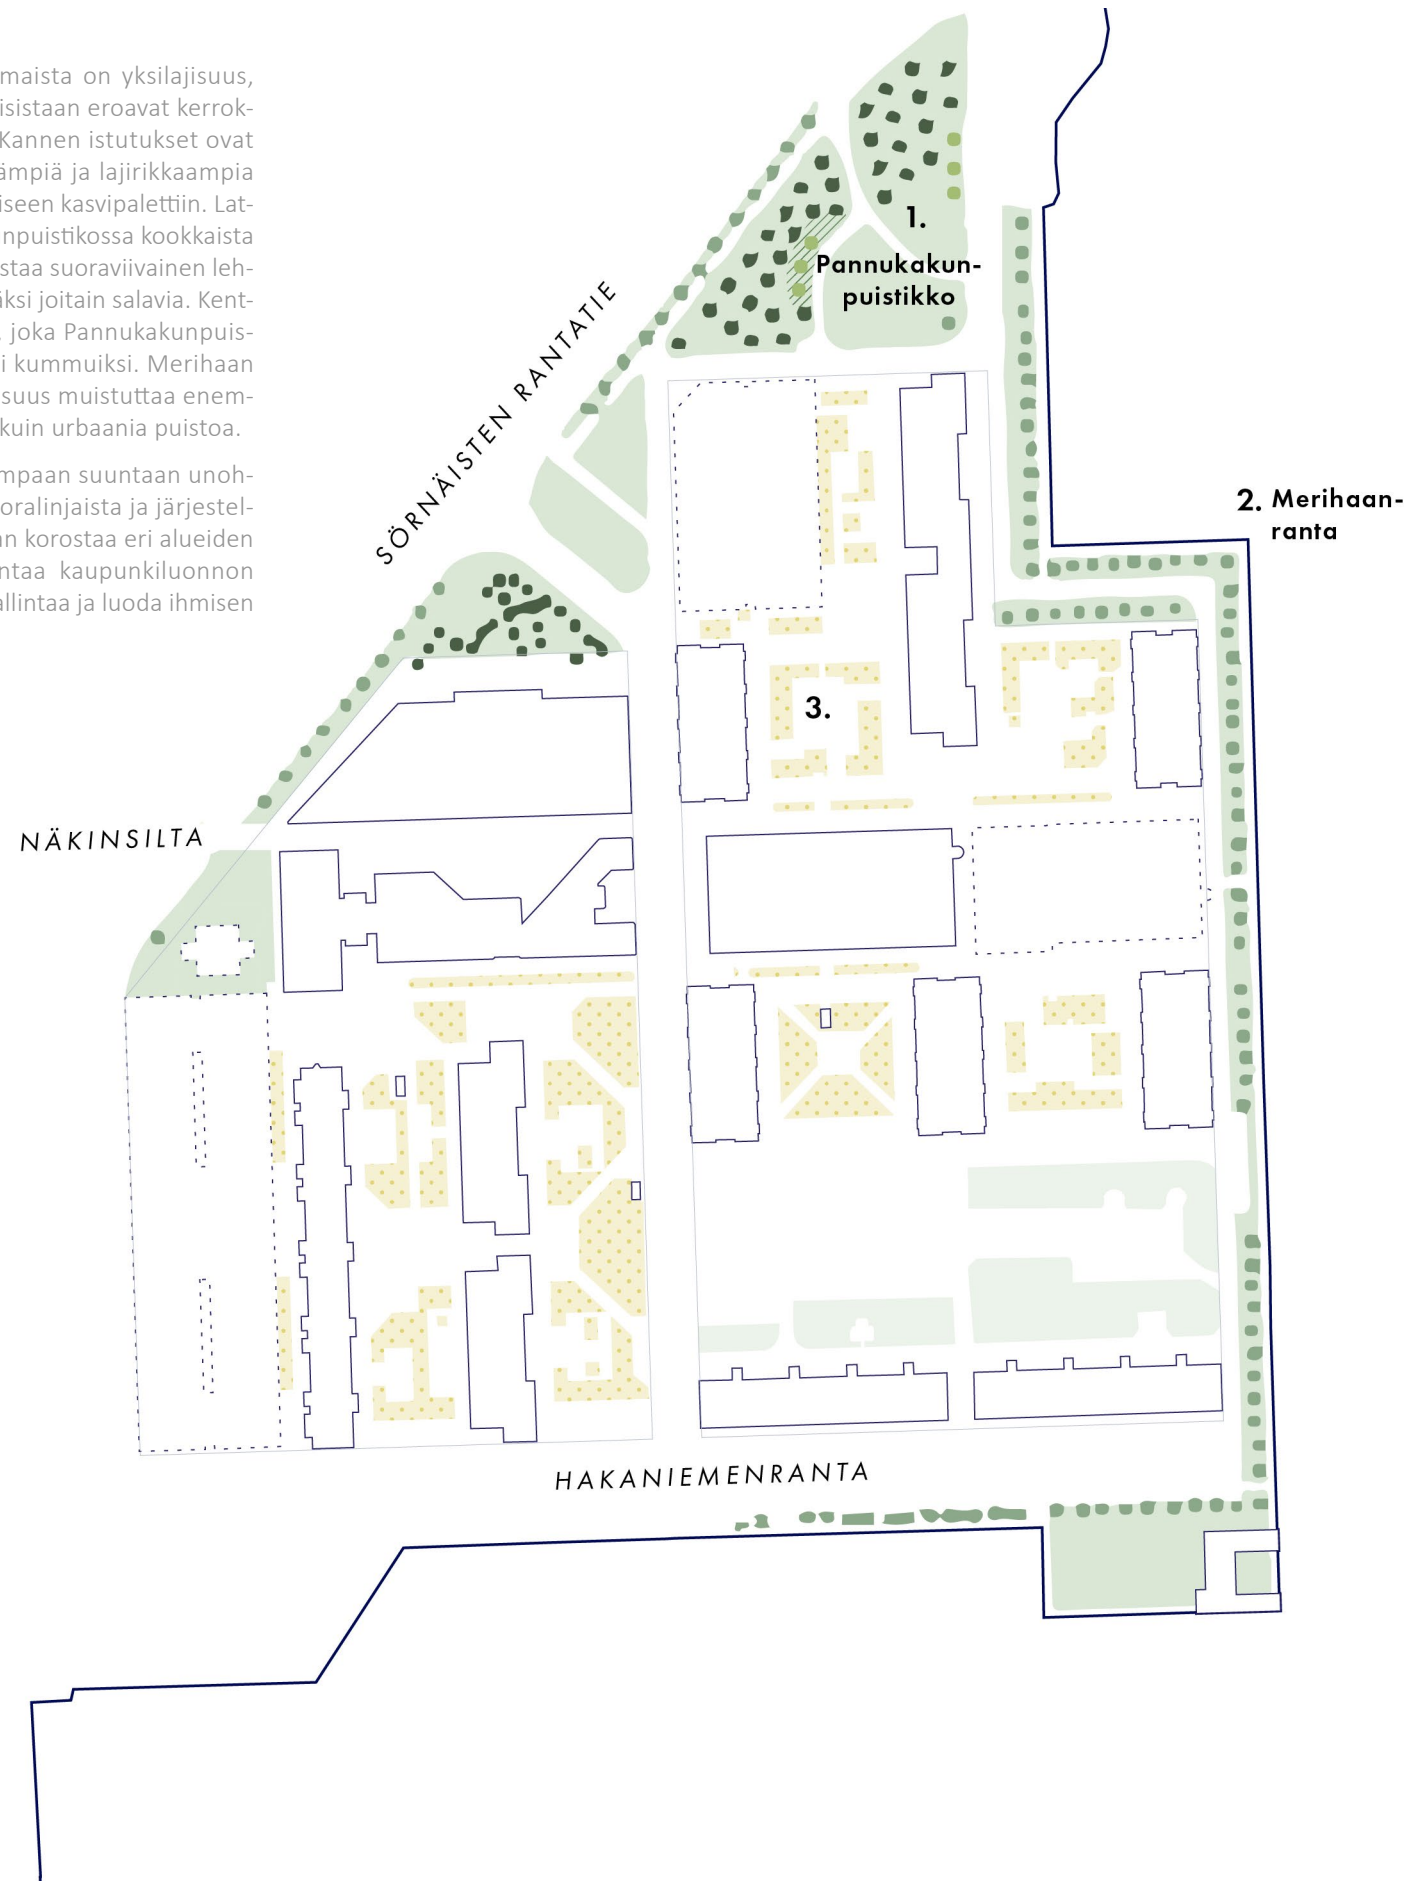 maista on yksilajisuus,
isistaan eroavat kerrok-
Kannen istutukset ovat
ämpiä ja lajirikkaampia
iseen kasvipalettiin. Lat-
npuistikossa kookkaista
staa suoraviivainen leh-
äksi joitain salavia. Kent-
joka Pannukakunpuis-
i kummuiksi. Merihaan
suus muistuttaa enem-
kuin urbaania puistoa.
mpaan suuntaan unoh-
oralinjaista ja järjestel-
an korostaa eri alueiden
ntaa kaupunkiluonnon
allintaa ja luoda ihmisen
1.
Pannukakun-
puistikko
SÖRNÄISTEN RANTATIE
2. Merihaan-
ranta
3.
NÄKINSILTA
HAKANIEMENRANTA